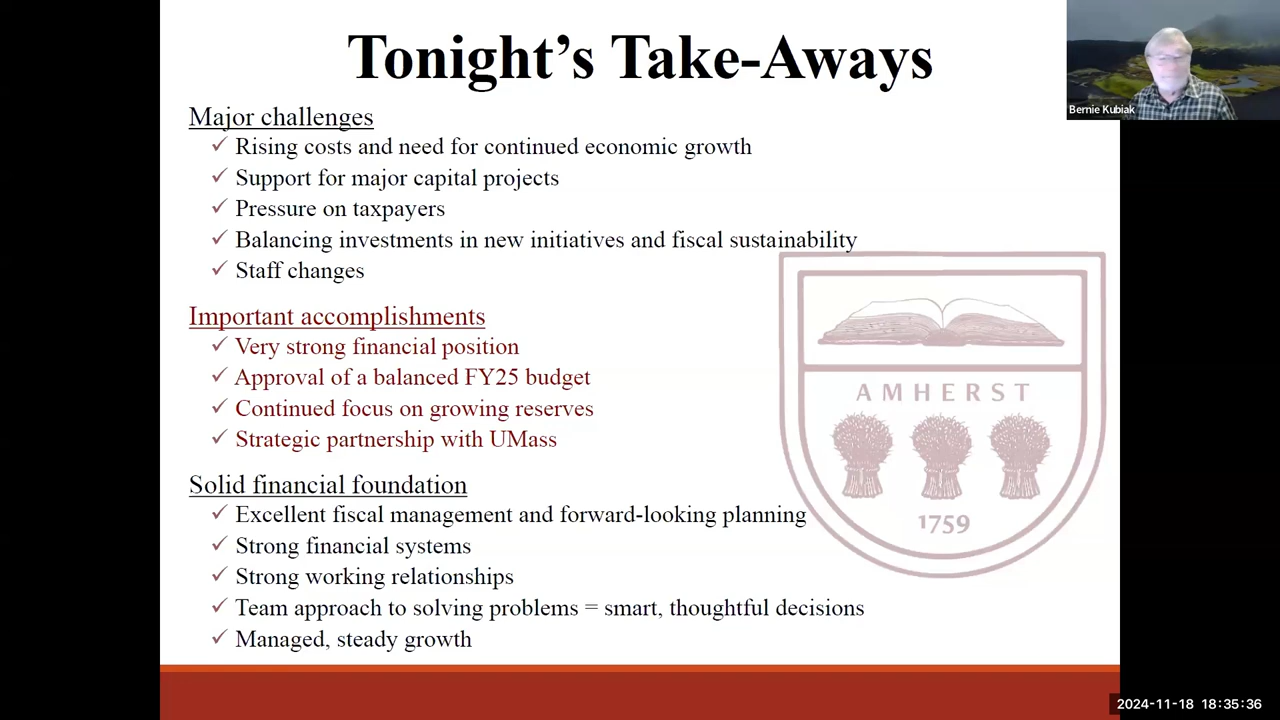 Tonight’s Take-Aways
Bernie Kubiak
Major challenges
✓ Rising costs and need for continued economic growth
✓ Support for major capital projects
✓ Pressure on taxpayers
✓ Balancing investments in new initiatives and fiscal sustainability
✓ Staff changes
Important accomplishments
✓ Very strong financial position
✓ Approval of a balanced FY25 budget
✓ Continued focus on growing reserves
✓ Strategic partnership with UMass
AMHERST
1759
Solid financial foundation
✓ Excellent fiscal management and forward-looking planning
✓ Strong financial systems
✓ Strong working relationships
✓ Team approach to solving problems = smart, thoughtful decisions
✓ Managed, steady growth
2024-11-18 18:35:36